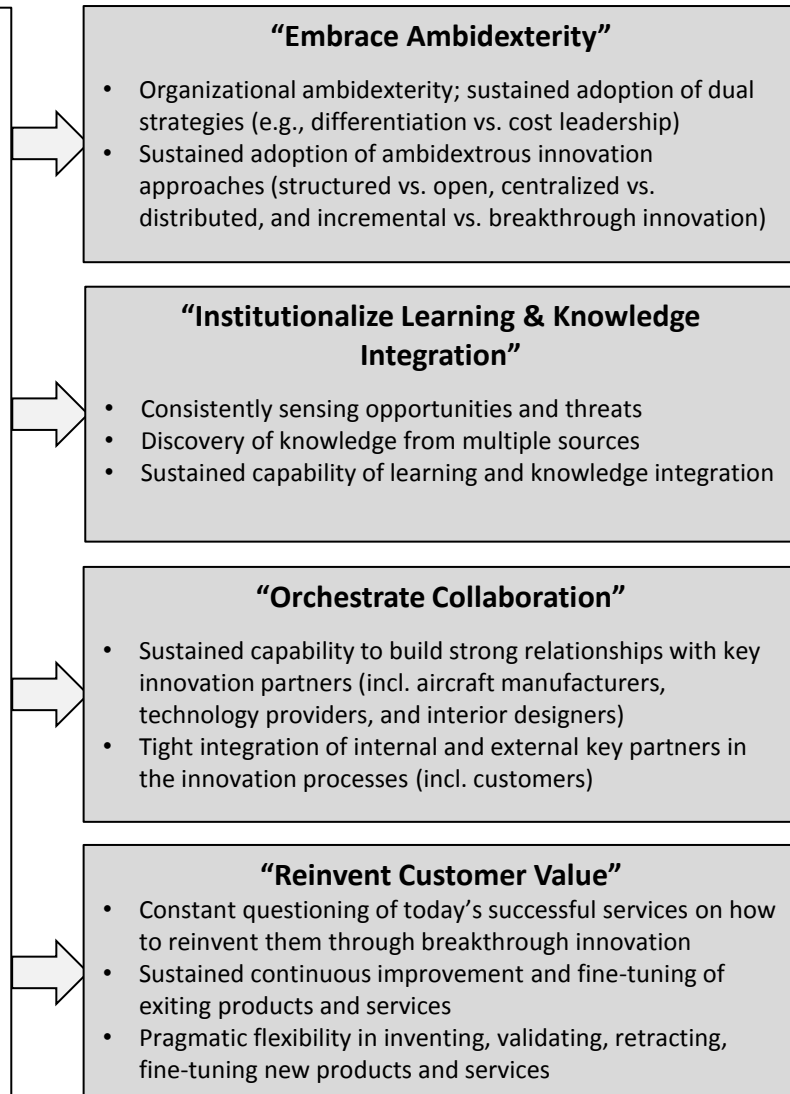 “Embrace Ambidexterity”
• Organizational ambidexterity; sustained adoption of dual
strategies (e.g., differentiation vs. cost leadership)
• Sustained adoption of ambidextrous innovation
approaches (structured vs. open, centralized vs.
distributed, and incremental vs. breakthrough innovation)
“Institutionalize Learning & Knowledge
Integration”
• Consistently sensing opportunities and threats
• Discovery of knowledge from multiple sources
• Sustained capability of learning and knowledge integration
“Orchestrate Collaboration”
• Sustained capability to build strong relationships with key
innovation partners (incl. aircraft manufacturers,
technology providers, and interior designers)
• Tight integration of internal and external key partners in
the innovation processes (incl. customers)
“Reinvent Customer Value”
• Constant questioning of today’s successful services on how
to reinvent them through breakthrough innovation
• Sustained continuous improvement and fine-tuning of
exiting products and services
• Pragmatic flexibility in inventing, validating, retracting,
fine-tuning new products and services